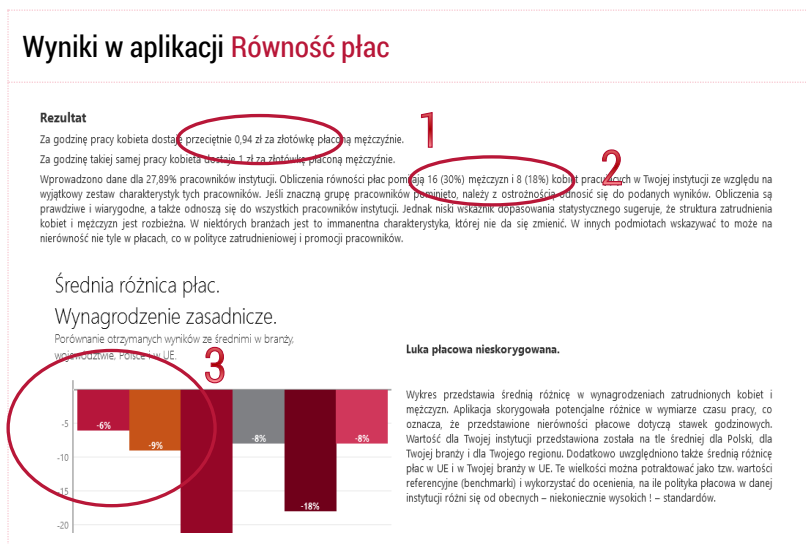 Wyniki w aplikacji Równość płac
Rezultat
Za godzinę pracy kobieta dostaje przeciętnie 0,94 zł za złotówkę płaconą mężczyźnie.
1
Za godzinę takiej samej pracy kobieta dostaje 1 zł za złotówkę płaconą mężczyźnie.
2
Wprowadzono dane dla 27,89% pracowników instytucji. Obliczenia równości płac pomijają 16 (30%) mężczyzn i 8 (18%) kobiet pracujących w Twojej instytucji ze względu na
wyjątkowy zestaw charakterystyk tych pracowników. Jeśli znaczną grupę pracowników pominięto, należy z ostrożnością odnosić się do podanych wyników. Obliczenia są
prawdziwe i wiarygodne, a także odnoszą się do wszystkich pracowników instytucji. Jednak niski wskaźnik dopasowania statystycznego sugeruje, że struktura zatrudnienia
kobiet i mężczyzn jest rozbieżna. W niektórych branżach jest to immanentna charakterystyka, której nie da się zmienić. W innych podmiotach wskazywać to może na
nierówność nie tyle w płacach, co w polityce zatrudnieniowej i promocji pracowników.
Średnia różnica płac.
Wynagrodzenie zasadnicze.
Porównanie otrzymanych wyników ze średnimi w branży,
województwie, Polsce i w UE.
3
-5
-10
-15
-20
-6%
-9%
-8%
-18%
-8%
Luka płacowa nieskorygowana.
Wykres przedstawia średnią różnicę w wynagrodzeniach zatrudnionych kobiet i
mężczyzn. Aplikacja skorygowała potencjalne różnice w wymiarze czasu pracy, co
oznacza, że przedstawione nierówności płacowe dotyczą stawek godzinowych.
Wartość dla Twojej instytucji przedstawiona została na tle średniej dla Polski, dla
Twojej branży i dla Twojego regionu. Dodatkowo uwzględniono także średnią różnicę
płac w UE i w Twojej branży w UE. Te wielkości można potraktować jako tzw. wartości
referencyjne (benchmarki) i wykorzystać do ocenienia, na ile polityka płacowa w danej
instytucji różni się od obecnych – niekoniecznie wysokich ! – standardów.